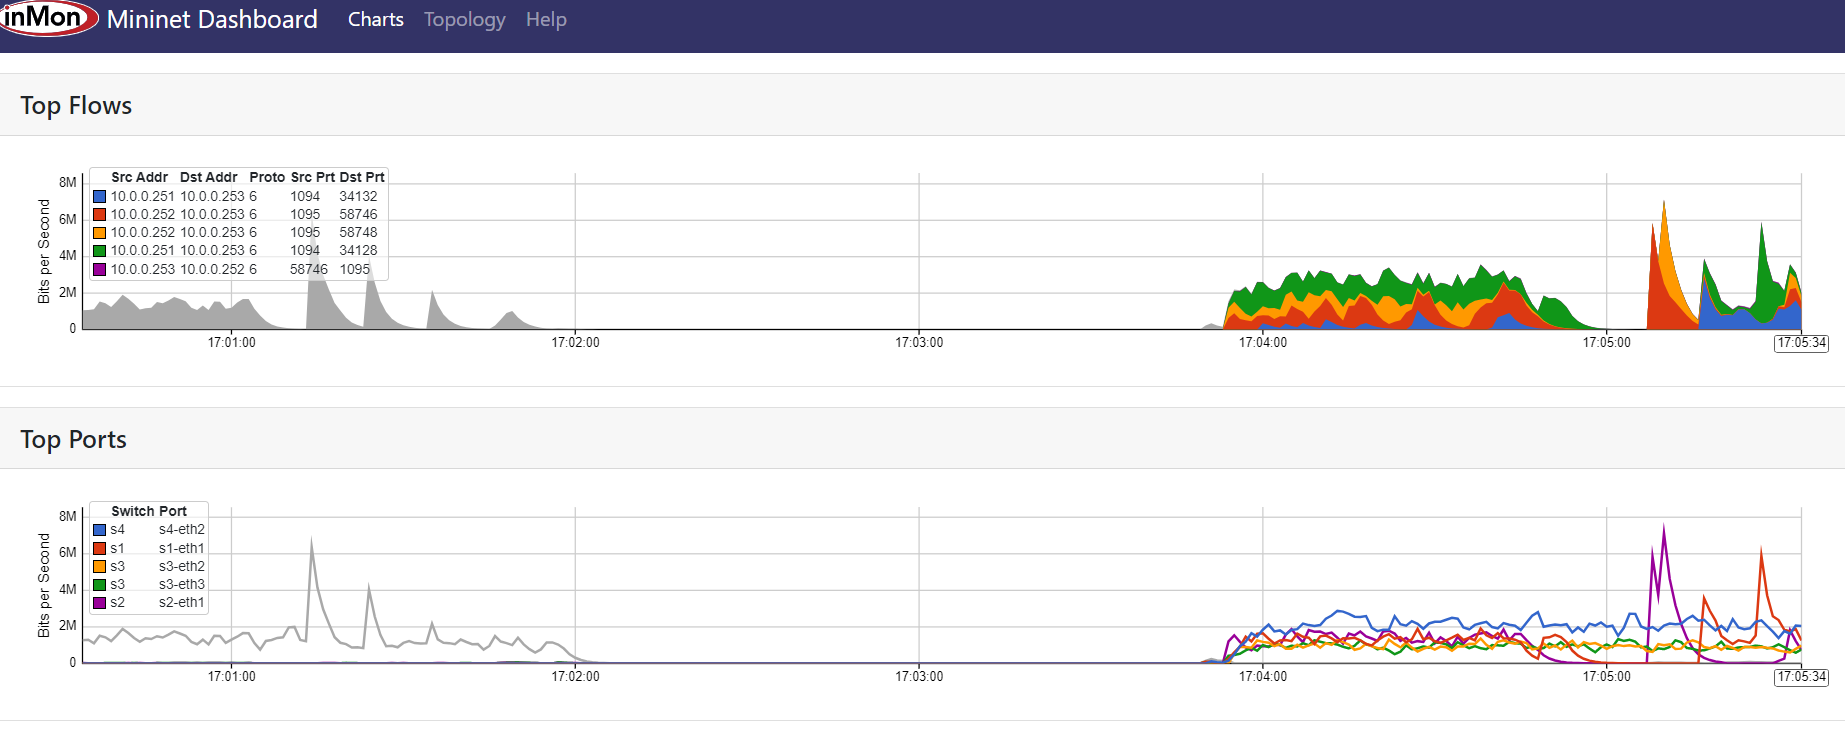 inMon Mininet Dashboard Charts Topology Help
Top Flows
Bits per Second
8M
6M
4M
2M
0
Src Addr Dst Addr Proto Src Prt Dst Prt
10.0.0.251 10.0.0.253 6 1094 34132
10.0.0.252 10.0.0.253 6 1095 58746
10.0.0.252 10.0.0.253 6 1095 58748
10.0.0.251 10.0.0.253 6 1094 34128
10.0.0.253 10.0.0.252 6 58746 1095
17:01:00 17:02:00 17:03:00 17:04:00 17:05:00 17:05:34
Top Ports
Bits per Second
8M
6M
4M
2M
0
Switch Port
s4 s4-eth2
s1 s1-eth1
s3 s3-eth2
s3 s3-eth3
s2 s2-eth1
17:01:00 17:02:00 17:03:00 17:04:00 17:05:00 17:05:34